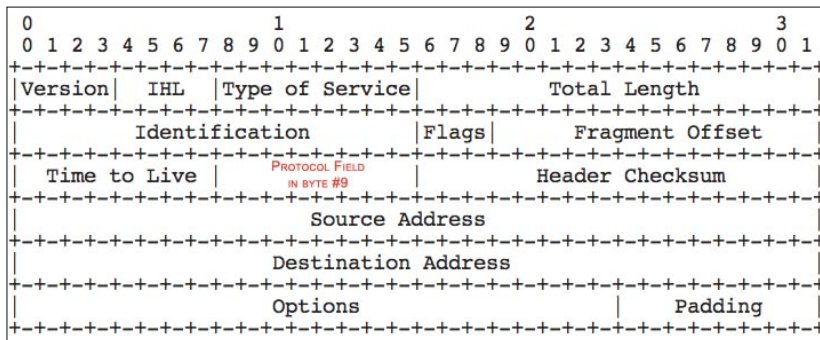 0                   1                   2                   3
0 1 2 3 4 5 6 7 8 9 0 1 2 3 4 5 6 7 8 9 0 1 2 3 4 5 6 7 8 9 0 1
+-+-+-+-+-+-+-+-+-+-+-+-+-+-+-+-+-+-+-+-+-+-+-+-+-+-+-+-+-+-+-+-+
|Version|  IHL  |Type of Service|          Total Length         |
+-+-+-+-+-+-+-+-+-+-+-+-+-+-+-+-+-+-+-+-+-+-+-+-+-+-+-+-+-+-+-+-+
|         Identification        |Flags|      Fragment Offset    |
+-+-+-+-+-+-+-+-+-+-+-+-+-+-+-+-+-+-+-+-+-+-+-+-+-+-+-+-+-+-+-+-+
|  Time to Live | PROTOCOL FIELD IN BYTE #9 |         Header Checksum       |
+-+-+-+-+-+-+-+-+-+-+-+-+-+-+-+-+-+-+-+-+-+-+-+-+-+-+-+-+-+-+-+-+
|                       Source Address                          |
+-+-+-+-+-+-+-+-+-+-+-+-+-+-+-+-+-+-+-+-+-+-+-+-+-+-+-+-+-+-+-+-+
|                    Destination Address                        |
+-+-+-+-+-+-+-+-+-+-+-+-+-+-+-+-+-+-+-+-+-+-+-+-+-+-+-+-+-+-+-+-+
|                    Options                    |    Padding    |
+-+-+-+-+-+-+-+-+-+-+-+-+-+-+-+-+-+-+-+-+-+-+-+-+-+-+-+-+-+-+-+-+